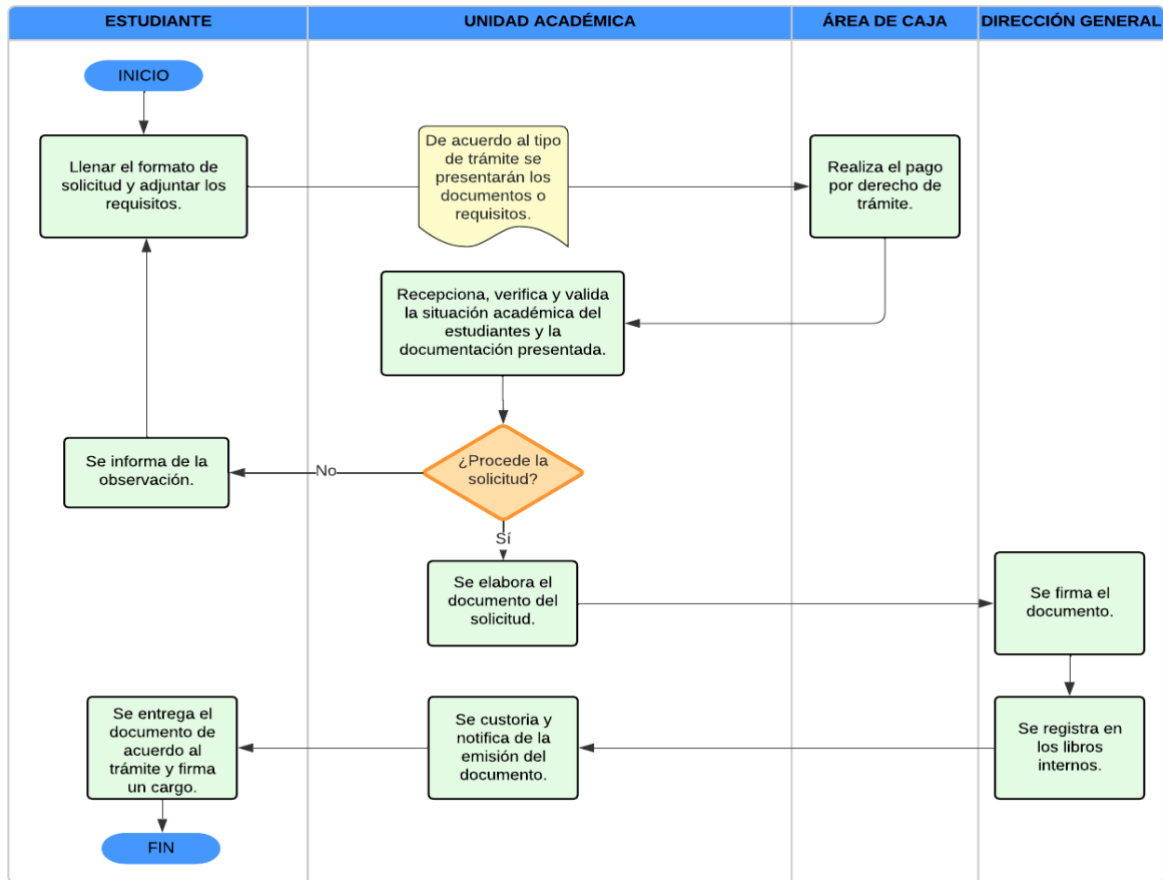 ESTUDIANTE
UNIDAD ACADÉMICA
ÁREA DE CAJA
DIRECCIÓN GENERAL
INICIO
Llenar el formato de
solicitud y adjuntar los
requisitos.
De acuerdo al tipo
de trámite se
presentarán los
documentos o
requisitos.
Realiza el pago
por derecho de
trámite.
Recepciona, verifica y valida
la situación académica del
estudiantes y la
documentación presentada.
¿Procede la
solicitud?
No
Se informa de la
observación.
Sí
Se elabora el
documento del
solicitud.
Se firma el
documento.
Se registra en
los libros
internos.
Se custoria y
notifica de la
emisión del
documento.
Se entrega el
documento de
acuerdo al
trámite y firma
un cargo.
FIN